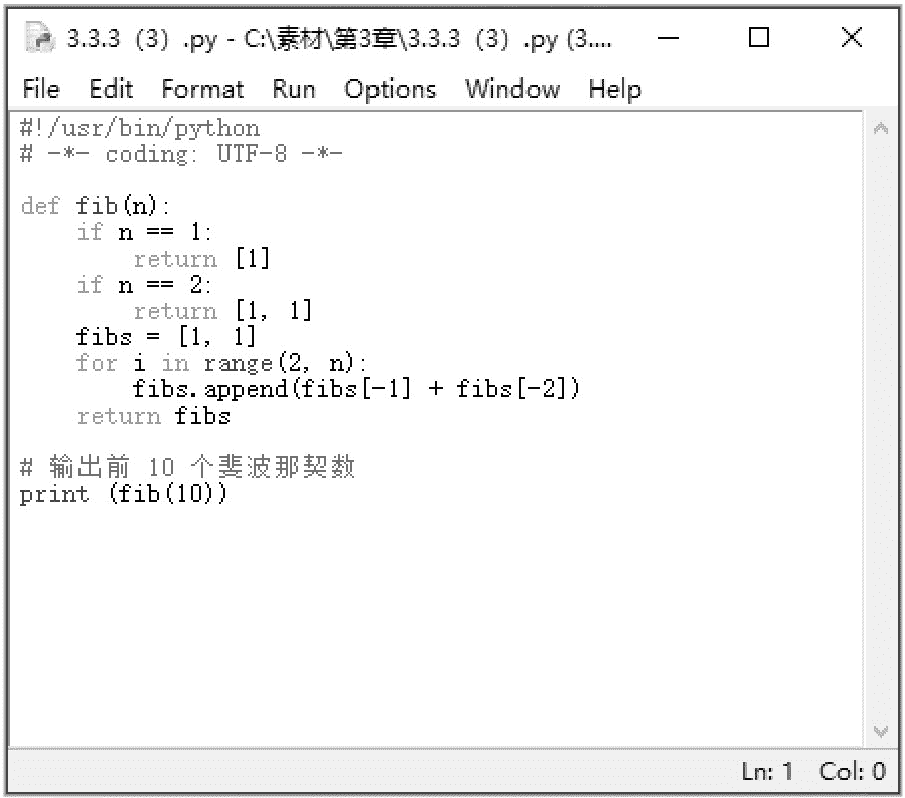 3.3.3（3）.py - C:\素材\第3章\3.3.3（3）.py (3....
File Edit Format Run Options Window Help
#!/usr/bin/python
# -*- coding: UTF-8 -*-
def fib(n):
    if n == 1:
        return [1]
    if n == 2:
        return [1, 1]
    fibs = [1, 1]
    for i in range(2, n):
        fibs.append(fibs[-1] + fibs[-2])
    return fibs
# 输出前 10 个斐波那契数
print (fib(10))
Ln: 1 Col: 0